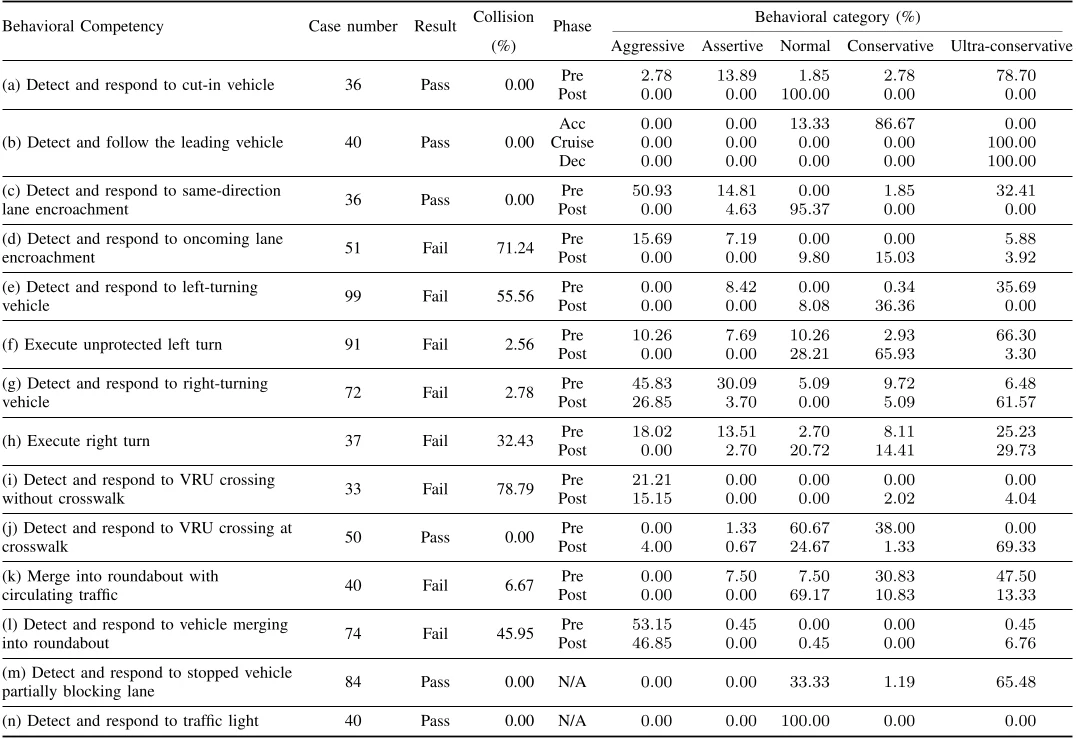 Behavioral Competency Case number Result Collision (%) Phase Behavioral category (%)
Aggressive Assertive Normal Conservative Ultra-conservative
(a) Detect and respond to cut-in vehicle 36 Pass 0.00 Pre 2.78 13.89 1.85 2.78 78.70
Post 0.00 0.00 100.00 0.00 0.00
(b) Detect and follow the leading vehicle 40 Pass 0.00 Acc 0.00 0.00 13.33 86.67 0.00
Cruise 0.00 0.00 0.00 0.00 100.00
Dec 0.00 0.00 0.00 0.00 100.00
(c) Detect and respond to same-direction 36 Pass 0.00 Pre 50.93 14.81 0.00 1.85 32.41
lane encroachment Post 0.00 4.63 95.37 0.00 0.00
(d) Detect and respond to oncoming lane 51 Fail 71.24 Pre 15.69 7.19 0.00 0.00 5.88
encroachment Post 0.00 0.00 9.80 15.03 3.92
(e) Detect and respond to left-turning 99 Fail 55.56 Pre 0.00 8.42 0.00 0.34 35.69
vehicle Post 0.00 0.00 8.08 36.36 0.00
(f) Execute unprotected left turn 91 Fail 2.56 Pre 10.26 7.69 10.26 2.93 66.30
Post 0.00 0.00 28.21 65.93 3.30
(g) Detect and respond to right-turning 72 Fail 2.78 Pre 45.83 30.09 5.09 9.72 6.48
vehicle Post 26.85 3.70 0.00 5.09 61.57
(h) Execute right turn 37 Fail 32.43 Pre 18.02 13.51 2.70 8.11 25.23
Post 0.00 2.70 20.72 14.41 29.73
(i) Detect and respond to VRU crossing 33 Fail 78.79 Pre 21.21 0.00 0.00 0.00 0.00
without crosswalk Post 15.15 0.00 0.00 2.02 4.04
(j) Detect and respond to VRU crossing at 50 Pass 0.00 Pre 0.00 1.33 60.67 38.00 0.00
crosswalk Post 4.00 0.67 24.67 1.33 69.33
(k) Merge into roundabout with 40 Fail 6.67 Pre 0.00 7.50 7.50 30.83 47.50
circulating traffic Post 0.00 0.00 69.17 10.83 13.33
(l) Detect and respond to vehicle merging 74 Fail 45.95 Pre 53.15 0.45 0.00 0.00 0.45
into roundabout Post 46.85 0.00 0.45 0.00 6.76
(m) Detect and respond to stopped vehicle 84 Pass 0.00 N/A 0.00 0.00 33.33 1.19 65.48
partially blocking lane
(n) Detect and respond to traffic light 40 Pass 0.00 N/A 0.00 0.00 100.00 0.00 0.00